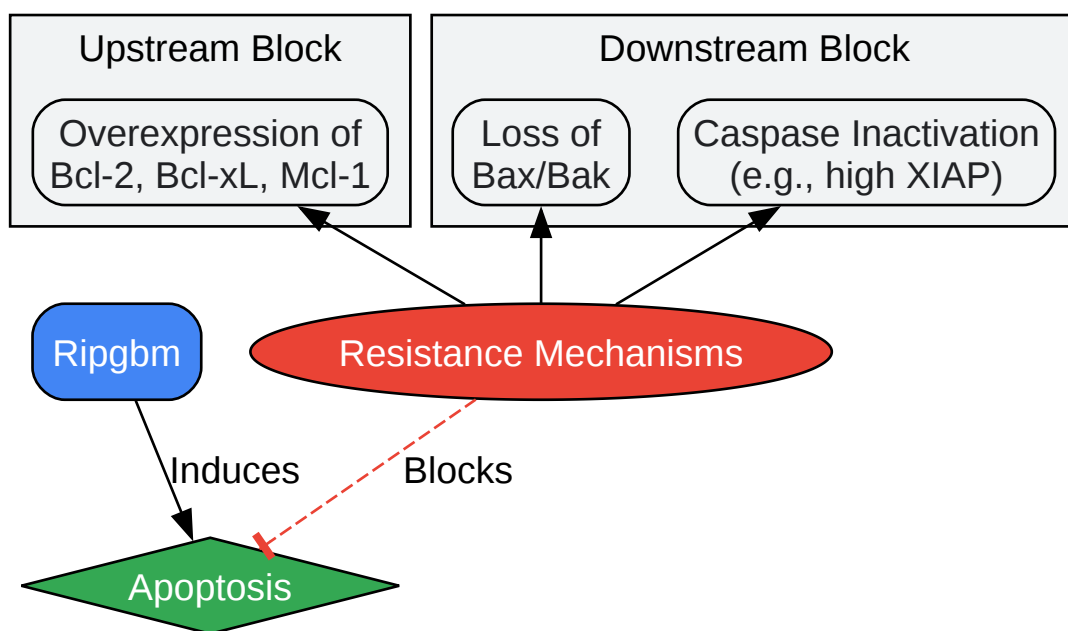 Upstream Block
Overexpression of
Bcl-2, Bcl-xL, Mcl-1
Downstream Block
Loss of
Bax/Bak
Caspase Inactivation
(e.g., high XIAP)
Ripgbm
Resistance Mechanisms
Induces
Blocks
Apoptosis